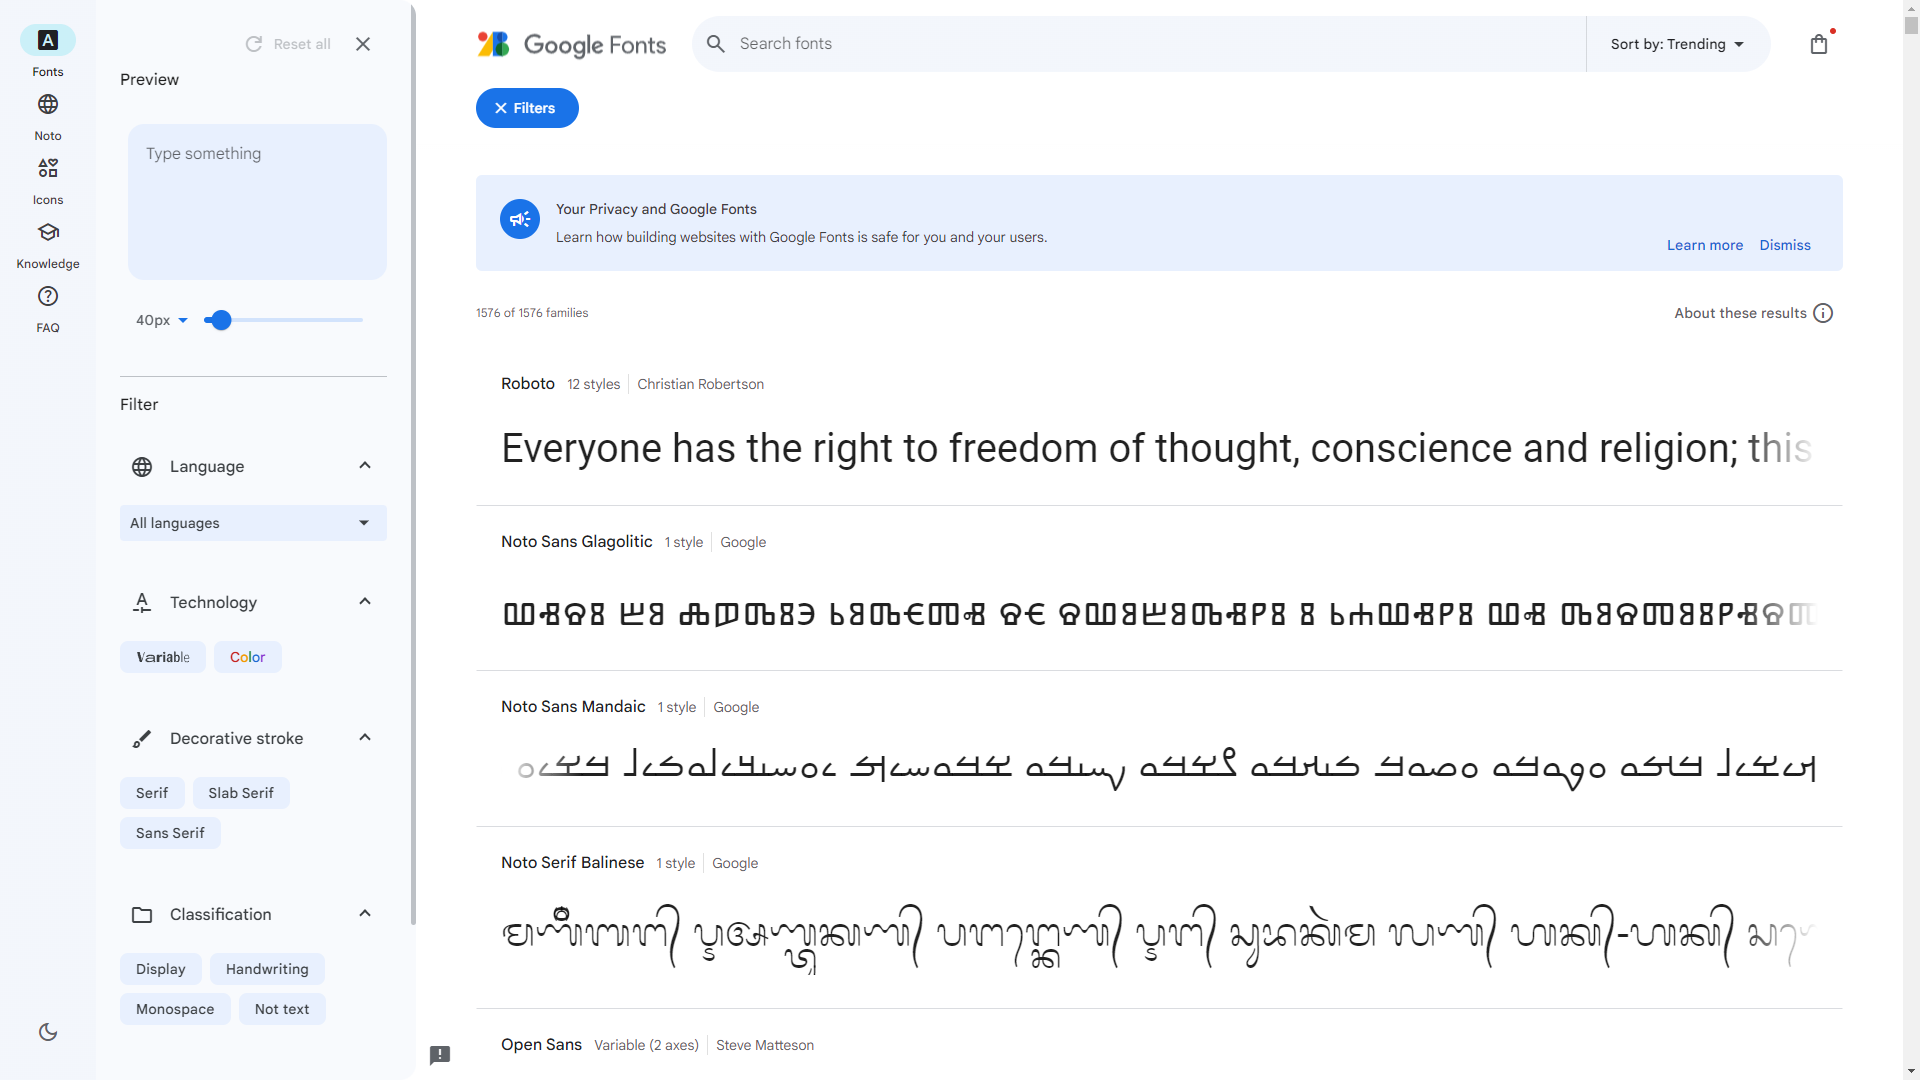 Fonts
Noto
Icons
Knowledge
FAQ
Reset all
Preview
Type something
40px
Filter
Language
All languages
Technology
Variable
Color
Decorative stroke
Serif
Slab Serif
Sans Serif
Classification
Display
Handwriting
Monospace
Not text
Google Fonts
Search fonts
Sort by: Trending
Filters
Your Privacy and Google Fonts
Learn how building websites with Google Fonts is safe for you and your users.
Learn more
Dismiss
1576 of 1576 families
About these results
Roboto 12 styles Christian Robertson
Everyone has the right to freedom of thought, conscience and religion; this
Noto Sans Glagolitic 1 style Google
Noto Sans Mandaic 1 style Google
Noto Serif Balinese 1 style Google
Open Sans Variable (2 axes) Steve Matteson